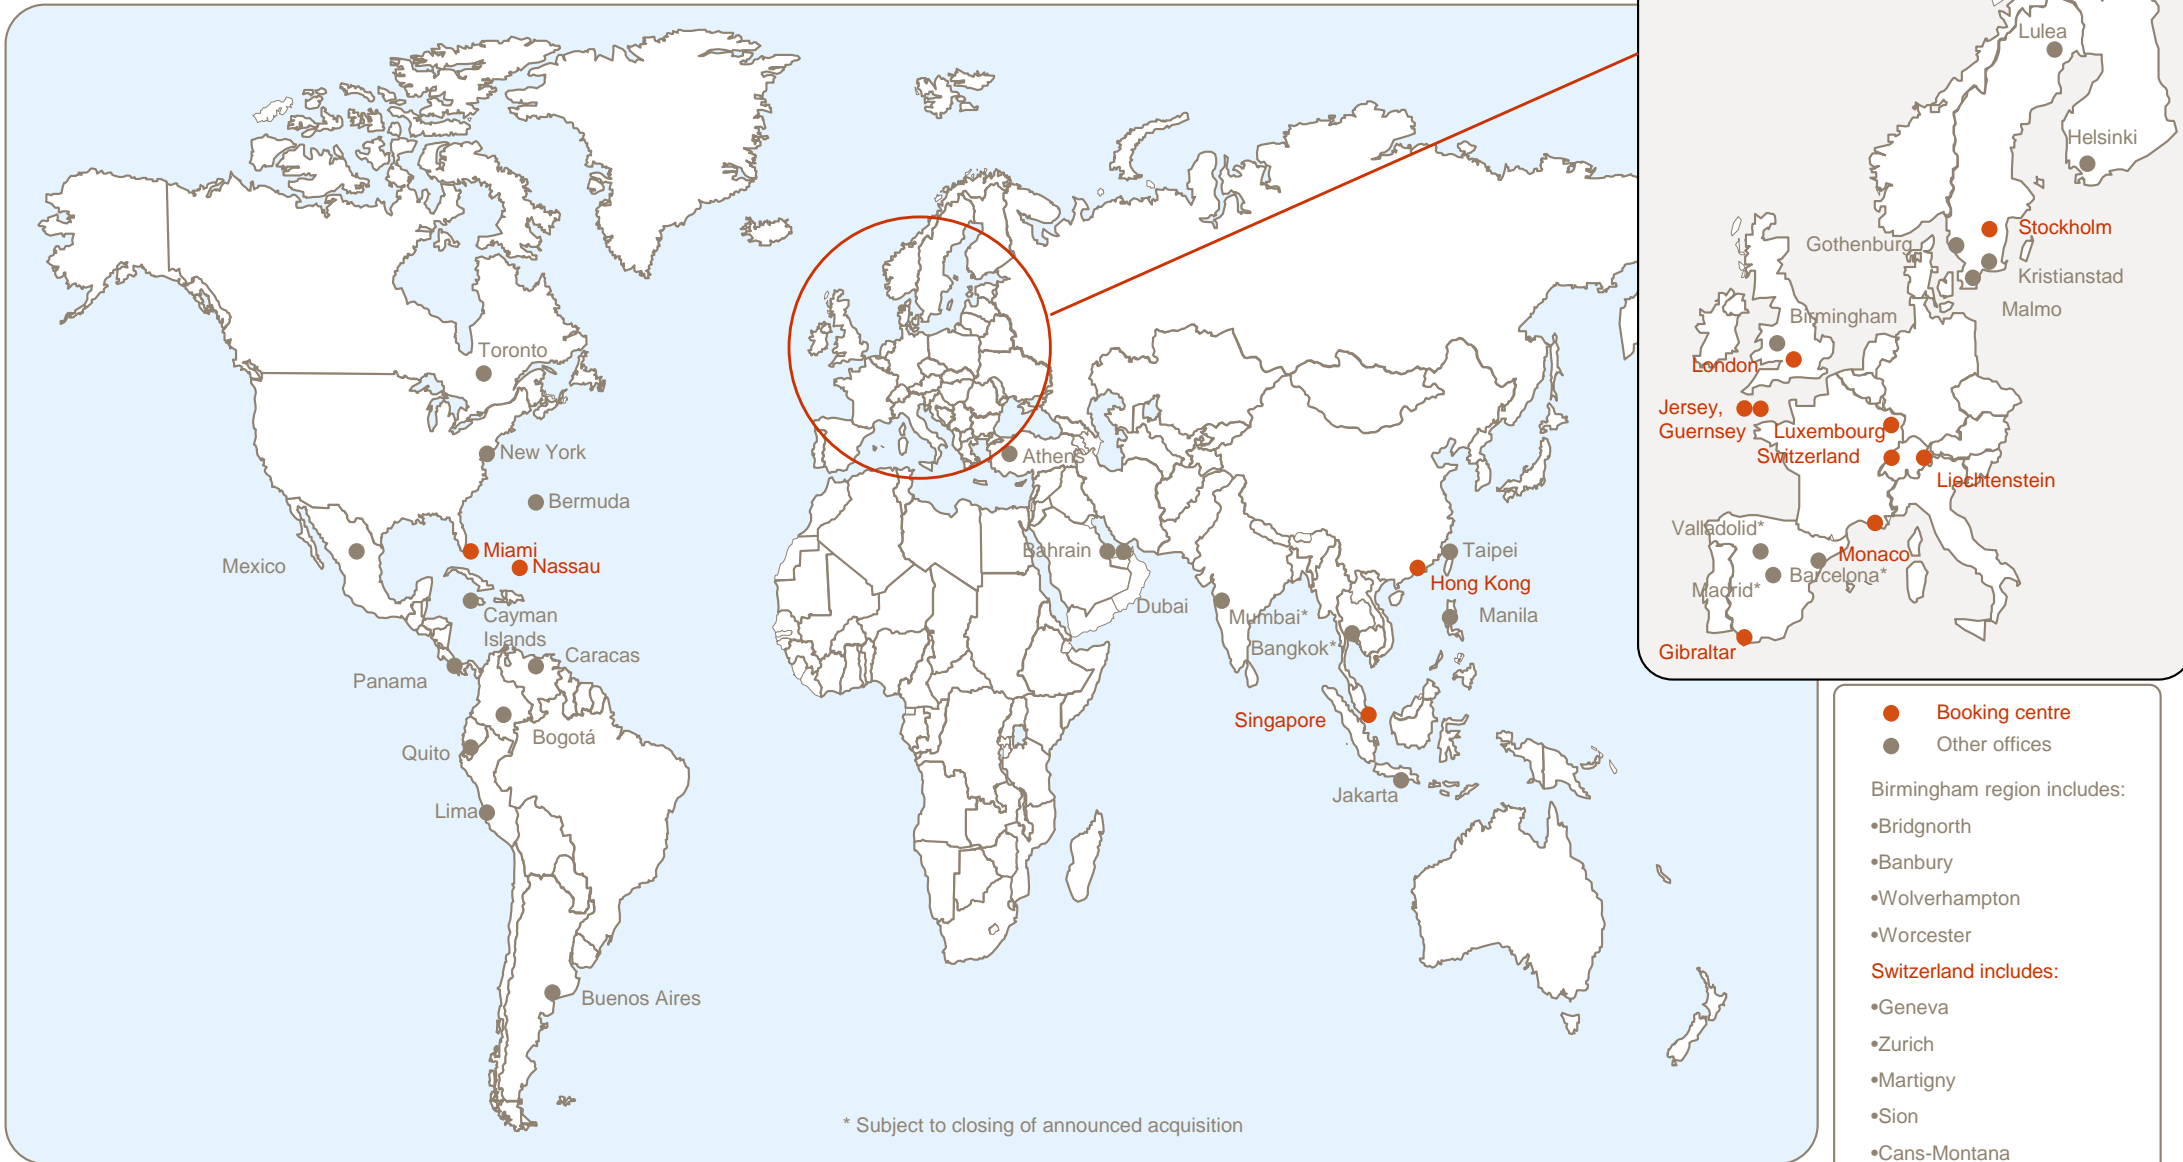 Toronto
New York
Bermuda
Miami
Nassau
Mexico
Cayman
Islands
Caracas
Panama
Bogotá
Quito
Lima
Buenos Aires
Athens
Bahrain
Dubai
Mumbai*
Bangkok*
Taipei
Hong Kong
Manila
Singapore
Jakarta
* Subject to closing of announced acquisition
Lulea
Helsinki
Stockholm
Gothenburg
Kristianstad
Malmo
Birmingham
London
Jersey,
Guernsey
Luxembourg
Switzerland
Liechtenstein
Valladolid*
Monaco
Barcelona*
Madrid*
Gibraltar
Booking centre
Other offices
Birmingham region includes:
•Bridgnorth
•Banbury
•Wolverhampton
•Worcester
Switzerland includes:
•Geneva
•Zurich
•Martigny
•Sion
•Cans-Montana